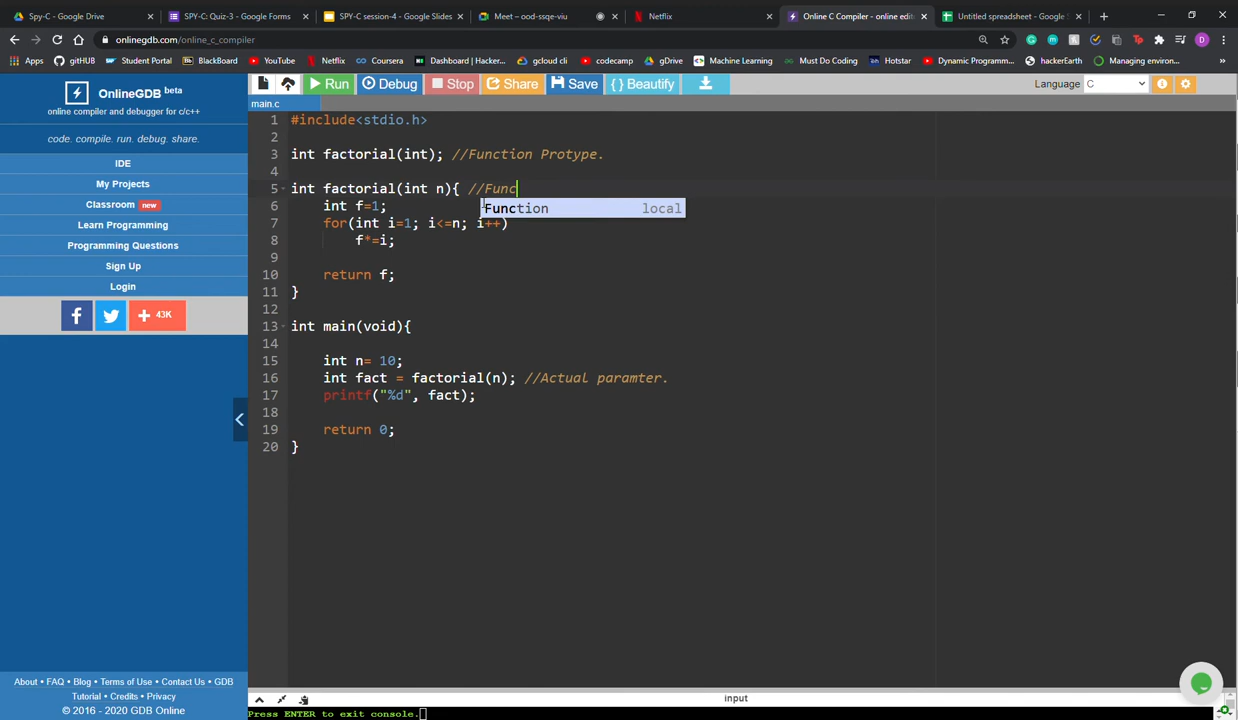 Spy-C - Google Drive
SPY-C: Quiz-3 - Google Forms
SPY-C session-4 - Google Slides
Meet – ood-ssqe-viu
Netflix
Online C Compiler - online edit
Untitled spreadsheet - Google S
onlinegdb.com/online_c_compiler
Apps gitHUB Student Portal BlackBoard YouTube Netflix Coursera Dashboard | Hacker... gcloud cli codecamp gDrive Machine Learning Must Do Coding Hotstar Dynamic Programm... hackerEarth Managing environ...
OnlineGDB beta
online compiler and debugger for c/c++
code. compile. run. debug. share.
IDE
My Projects
Classroom new
Learn Programming
Programming Questions
Sign Up
Login
43K
About • FAQ • Blog • Terms of Use • Contact Us • GDB
Tutorial • Credits • Privacy
© 2016 - 2020 GDB Online
Run Debug Stop Share Save { } Beautify
Language C
main.c
1 #include<stdio.h>
2
3 int factorial(int); //Function Protype.
4
5 int factorial(int n){ //Func
Function local
6 int f=1;
7 for(int i=1; i<=n; i++)
8 f*=i;
9
10 return f;
11 }
12
13 int main(void){
14
15 int n= 10;
16 int fact = factorial(n); //Actual paramter.
17 printf("%d", fact);
18
19 return 0;
20 }
input
Press ENTER to exit console.